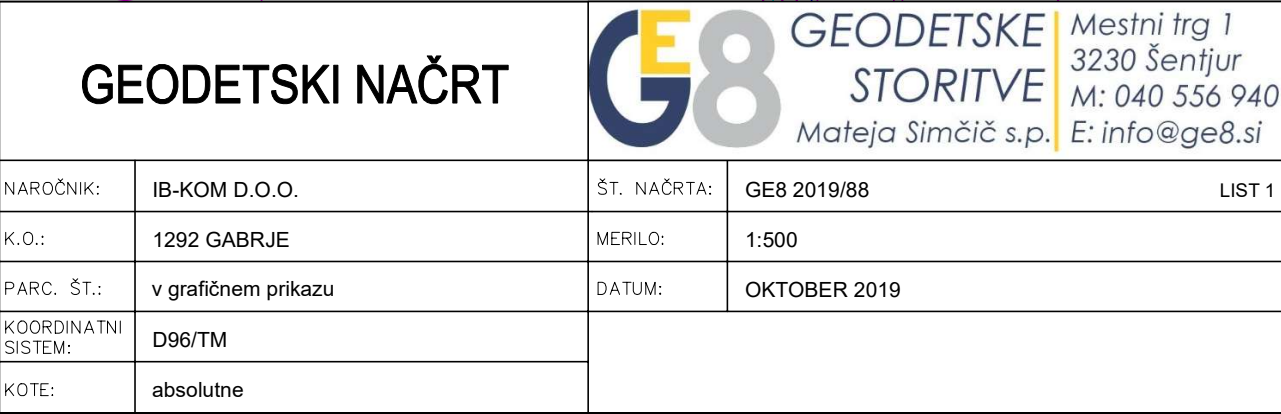 GEODETSKI NAČRT
GE8
GEODETSKE
STORITVE
Mateja Simčič s.p.
Mestni trg 1
3230 Šentjur
M: 040 556 940
E: info@ge8.si
NAROČNIK: IB-KOM D.O.O.
ŠT. NAČRTA: GE8 2019/88 LIST 1
K.O.: 1292 GABRJE
MERILO: 1:500
PARC. ŠT.: v grafičnem prikazu
DATUM: OKTOBER 2019
KOORDINATNI
SISTEM: D96/TM
KOTE: absolutne